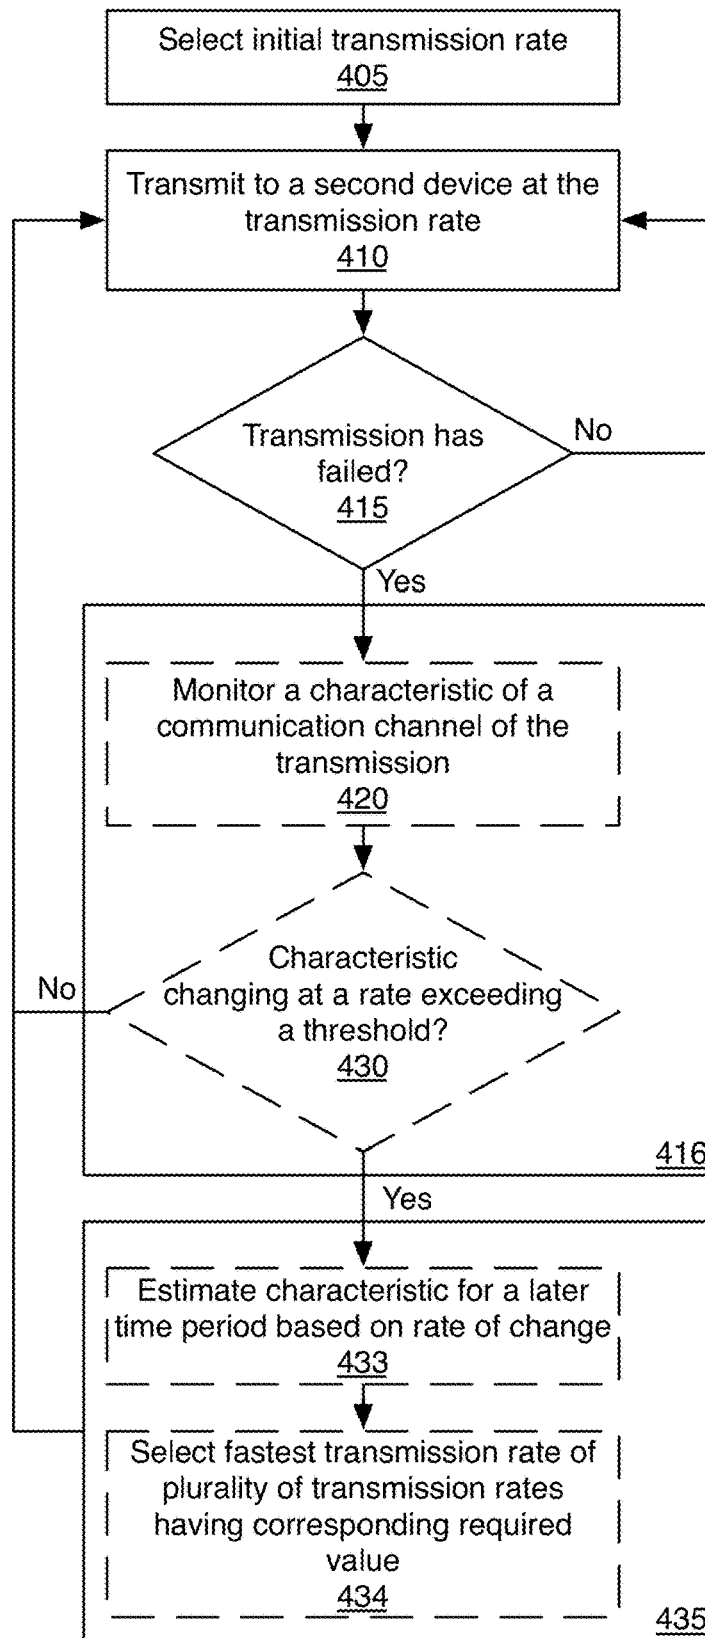 Select initial transmission rate
405
Transmit to a second device at the
transmission rate
410
Transmission has
failed?
415
No
Yes
Monitor a characteristic of a
communication channel of the
transmission
420
Characteristic
changing at a rate exceeding
a threshold?
430
No
416
Yes
Estimate characteristic for a later
time period based on rate of change
433
Select fastest transmission rate of
plurality of transmission rates
having corresponding required
value
434
435